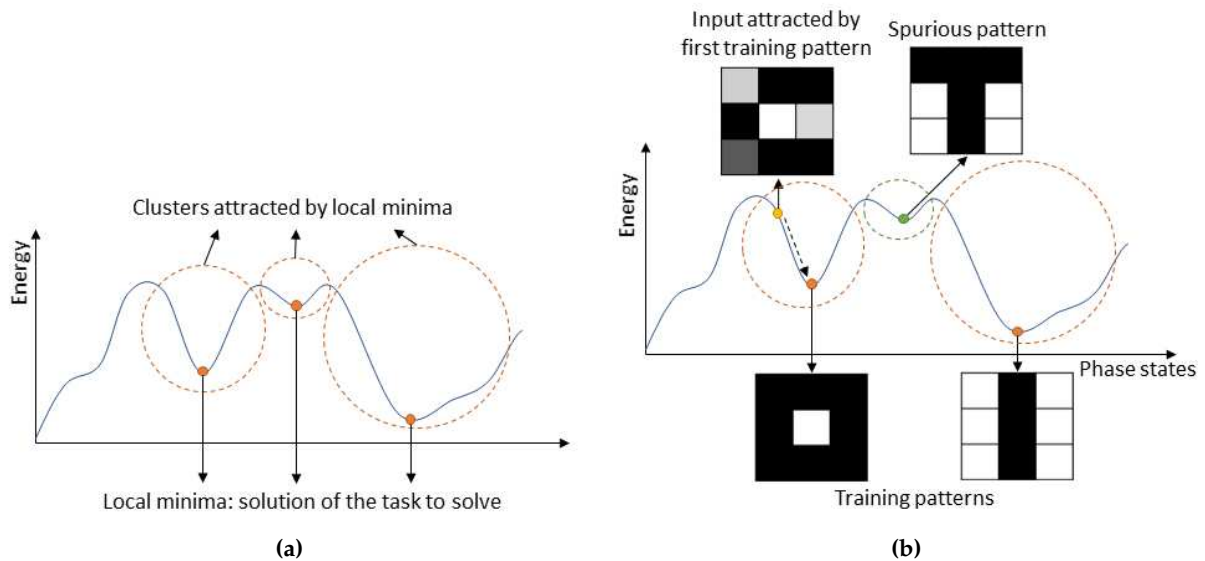 Clusters attracted by local minima
Energy
Local minima: solution of the task to solve
(a)
Input attracted by
first training pattern
Spurious pattern
Energy
Phase states
Training patterns
(b)